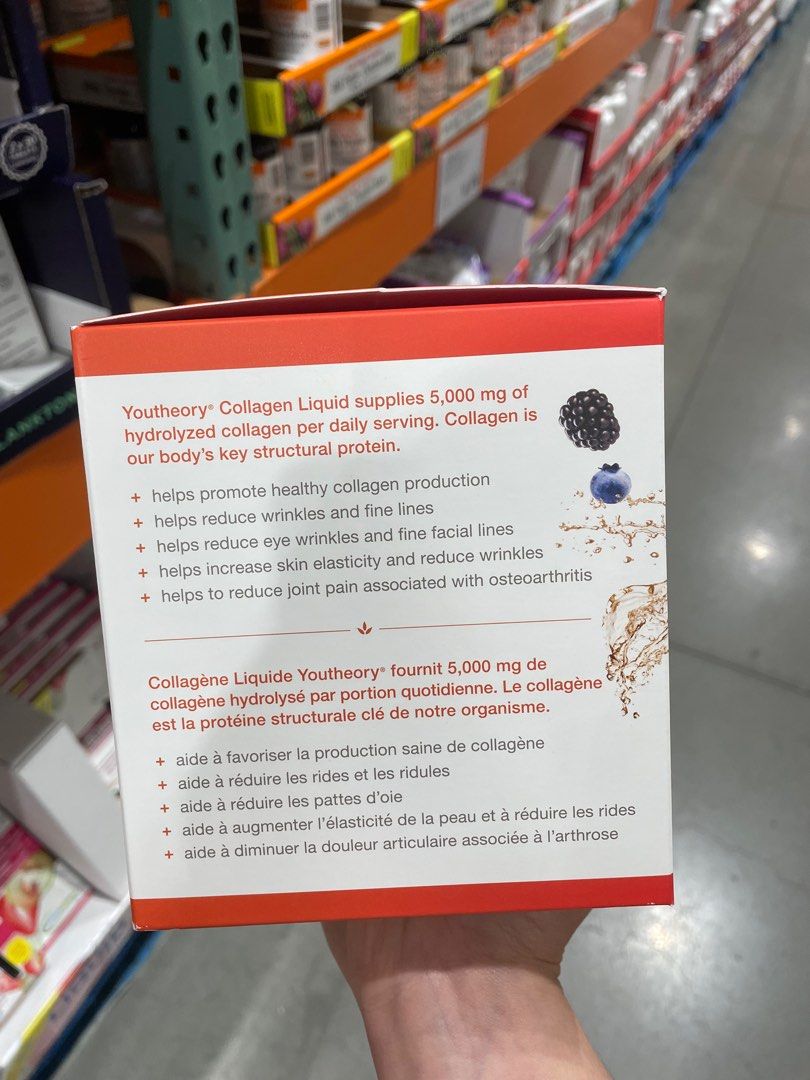 Youtheory® Collagen Liquid supplies 5,000 mg of
hydrolyzed collagen per daily serving. Collagen is
our body's key structural protein.
+ helps promote healthy collagen production
+ helps reduce wrinkles and fine lines
+ helps reduce eye wrinkles and fine facial lines
+ helps increase skin elasticity and reduce wrinkles
+ helps to reduce joint pain associated with osteoarthritis
Collagène Liquide Youtheory® fournit 5,000 mg de
collagène hydrolysé par portion quotidienne. Le collagène
est la protéine structurale clé de notre organisme.
+ aide à favoriser la production saine de collagène
+ aide à réduire les rides et les ridules
+ aide à réduire les pattes d'oie
+ aide à augmenter l'élasticité de la peau et à réduire les rides
+ aide à diminuer la douleur articulaire associée à l'arthrose